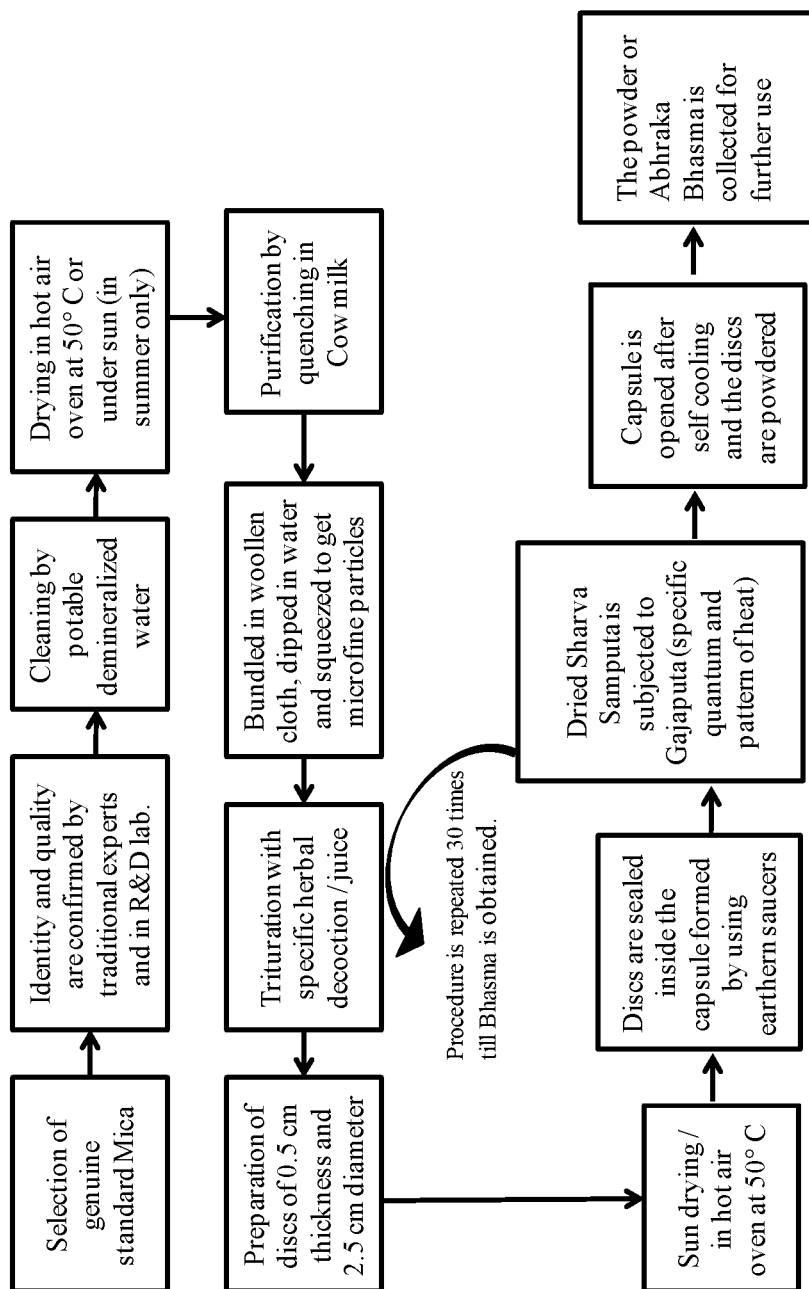 Selection of
genuine
standard Mica
Identity and quality
are confirmed by
traditional experts
and in R&D lab.
Cleaning by
potable
demineralized
water
Drying in hot air
oven at 50° C or
under sun (in
summer only)
Purification by
quenching in
Cow milk
Bundled in woollen
cloth, dipped in water
and squeezed to get
microfine particles
Trituration with
specific herbal
decoction / juice
Preparation of
discs of 0.5 cm
thickness and
2.5 cm diameter
Procedure is repeated 30 times
till Bhasma is obtained.
Sun drying /
in hot air
oven at 50° C
Discs are sealed
inside the
capsule formed
by using
earthern saucers
Dried Sharva
Samputa is
subjected to
Gajaputa (specific
quantum and
pattern of heat)
Capsule is
opened after
self cooling
and the discs
are powdered
The powder or
Abhraka
Bhasma is
collected for
further use